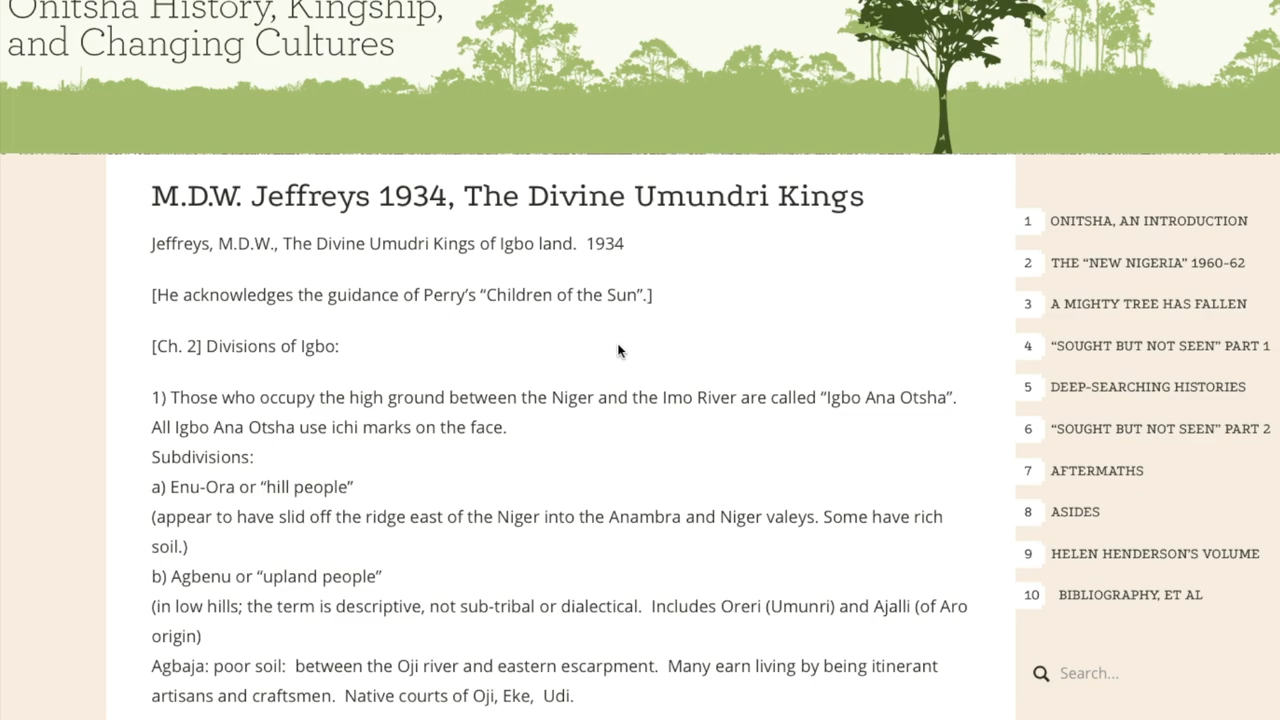 Onitsha History, Kingship,
and Changing Cultures
M.D.W. Jeffreys 1934, The Divine Umundri Kings
Jeffreys, M.D.W., The Divine Umudri Kings of Igbo land.  1934
[He acknowledges the guidance of Perry’s “Children of the Sun”.]
[Ch. 2] Divisions of Igbo:
1) Those who occupy the high ground between the Niger and the Imo River are called “Igbo Ana Otsha”.
All Igbo Ana Otsha use ichi marks on the face.
Subdivisions:
a) Enu-Ora or “hill people”
(appear to have slid off the ridge east of the Niger into the Anambra and Niger valeys. Some have rich
soil.)
b) Agbenu or “upland people”
(in low hills; the term is descriptive, not sub-tribal or dialectical.  Includes Oreri (Umunri) and Ajalli (of Aro
origin)
Agbaja: poor soil:  between the Oji river and eastern escarpment.  Many earn living by being itinerant
artisans and craftsmen.  Native courts of Oji, Eke,  Udi.
1 ONITSHA, AN INTRODUCTION
2 THE “NEW NIGERIA” 1960-62
3 A MIGHTY TREE HAS FALLEN
4 “SOUGHT BUT NOT SEEN” PART 1
5 DEEP-SEARCHING HISTORIES
6 “SOUGHT BUT NOT SEEN” PART 2
7 AFTERMATHS
8 ASIDES
9 HELEN HENDERSON’S VOLUME
10 BIBLIOGRAPHY, ET AL
Search...